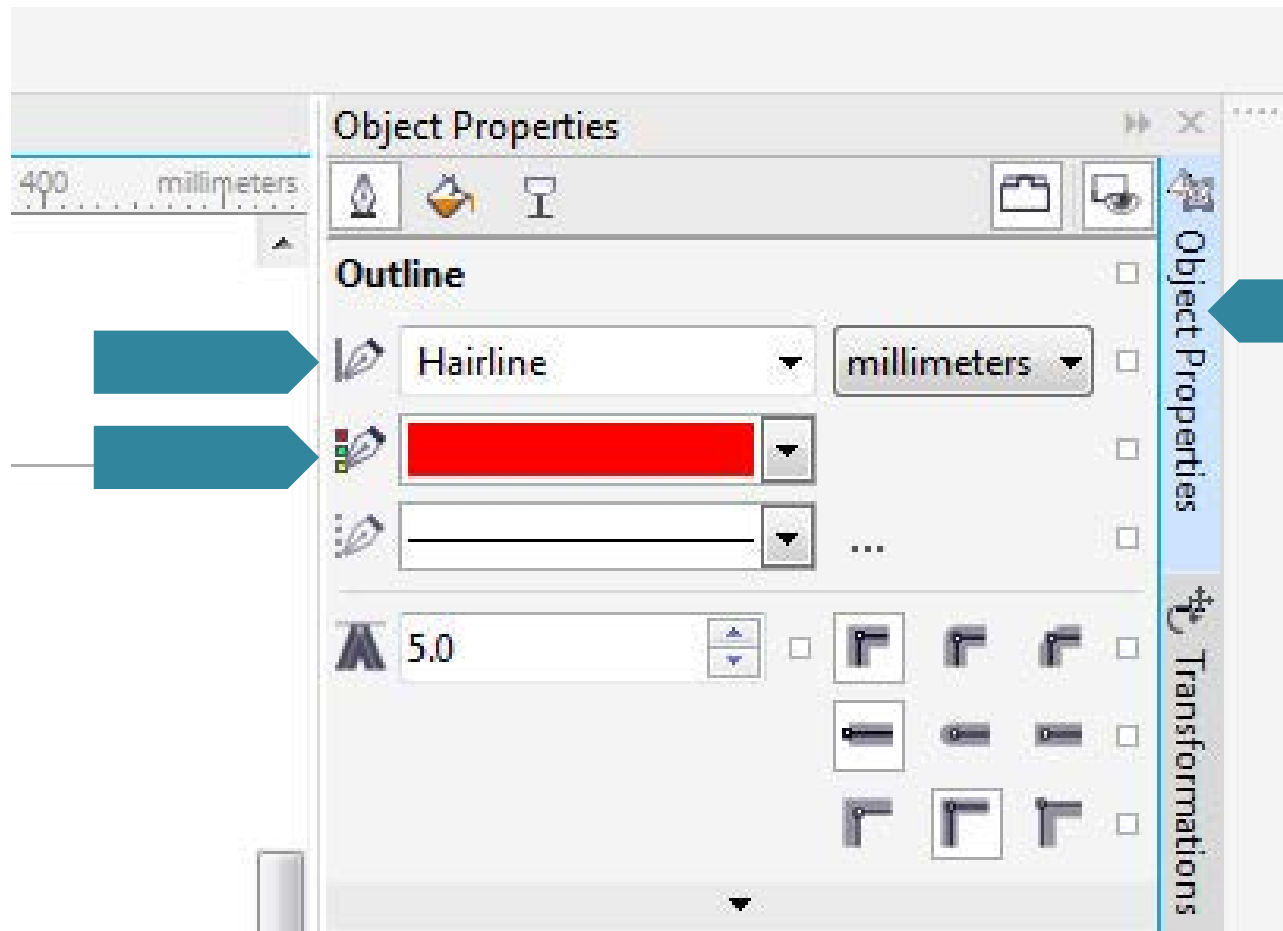 Object Properties
400 millimeters
Outline
Hairline
millimeters
...
5.0
Object Properties
Transformations